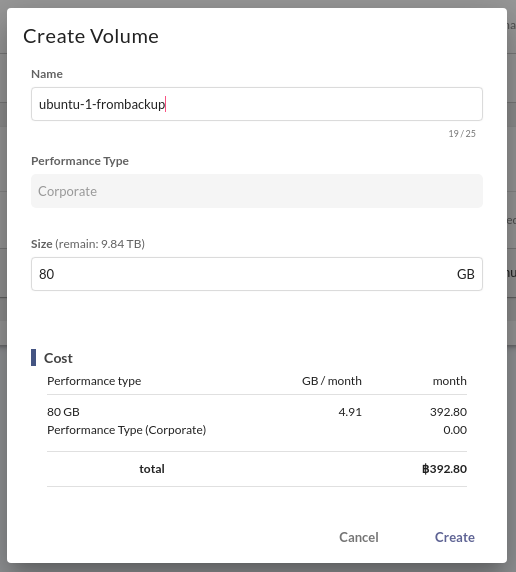 Create Volume
Name
ubuntu-1-frombackup
19 / 25
Performance Type
Corporate
Size (remain: 9.84 TB)
80 GB
Cost
Performance type GB / month month
80 GB 4.91 392.80
Performance Type (Corporate) 0.00
total ฿392.80
Cancel Create